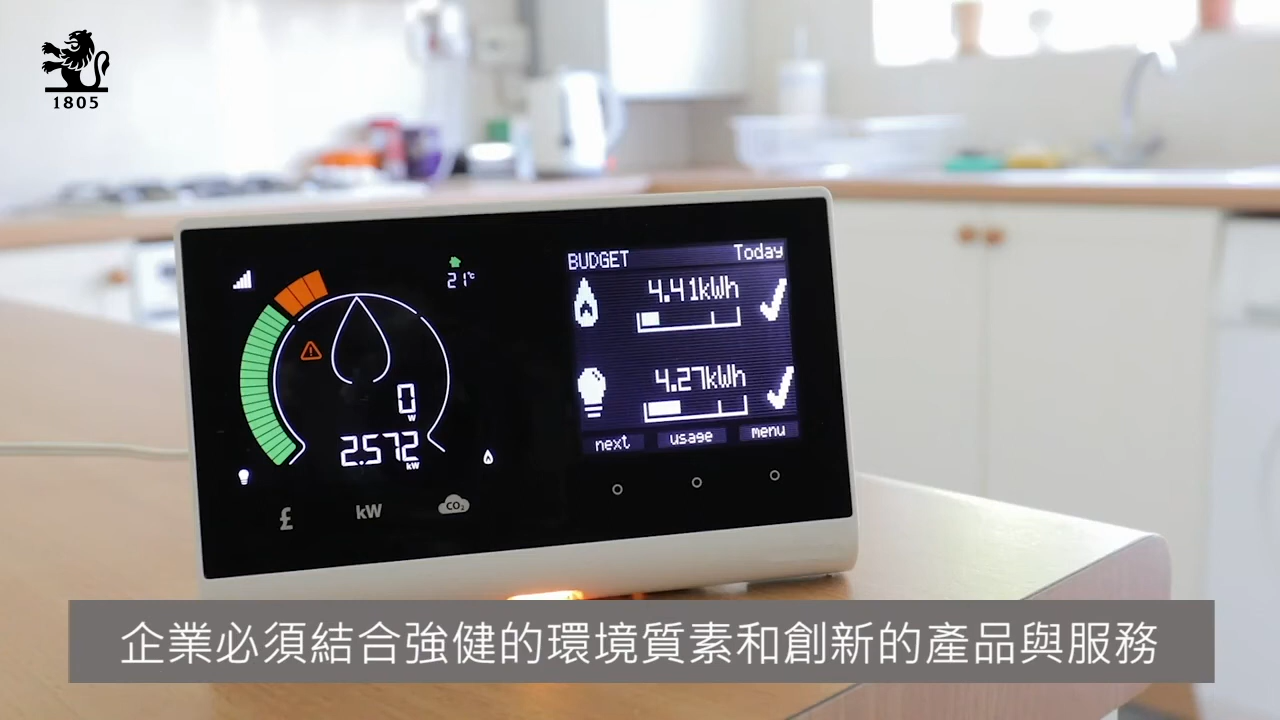 1805
21°c
0
W
2.572
kW
£
kW
CO₂
BUDGET
Today
4.41kWh
4.27kWh
next usage menu
企業必須結合強健的環境質素和創新的產品與服務